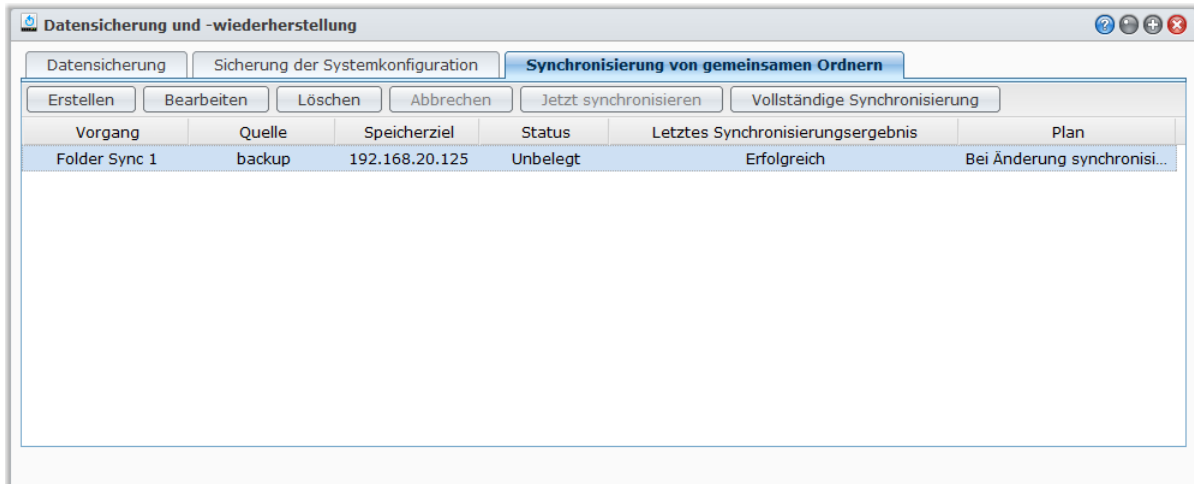 Datensicherung und -wiederherstellung
Datensicherung Sicherung der Systemkonfiguration Synchronisierung von gemeinsamen Ordnern
Erstellen Bearbeiten Löschen Abbrechen Jetzt synchronisieren Vollständige Synchronisierung
Vorgang Quelle Speicherziel Status Letztes Synchronisierungsergebnis Plan
Folder Sync 1 backup 192.168.20.125 Unbelegt Erfolgreich Bei Änderung synchronisi...